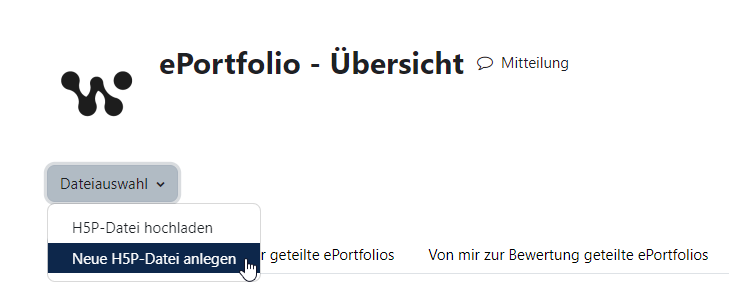 ePortfolio - Übersicht
Mitteilung
Dateiauswahl
H5P-Datei hochladen
Neue H5P-Datei anlegen
geteilte ePortfolios
Von mir zur Bewertung geteilte ePortfolios